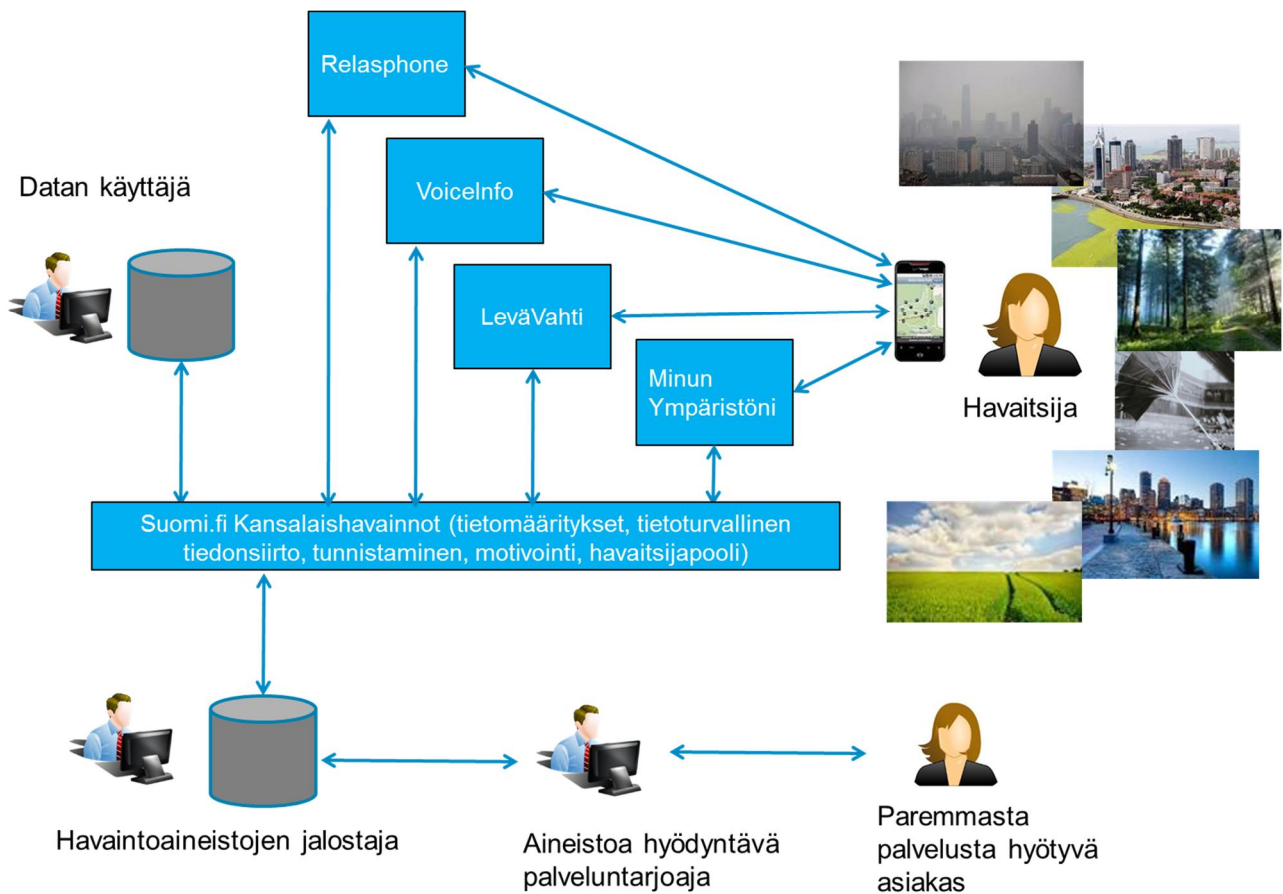 Relasphone
Datan käyttäjä
VoiceInfo
LeväVahti
Minun
Ympäristöni
Havaitsija
Suomi.fi Kansalaishavainnot (tietomääritykset, tietoturvallinen
tiedonsiirto, tunnistaminen, motivointi, havaitsijapooli)
Havaintoaineistojen jalostaja
Aineistoa hyödyntävä
palveluntarjoaja
Paremmasta
palvelusta hyötyvä
asiakas